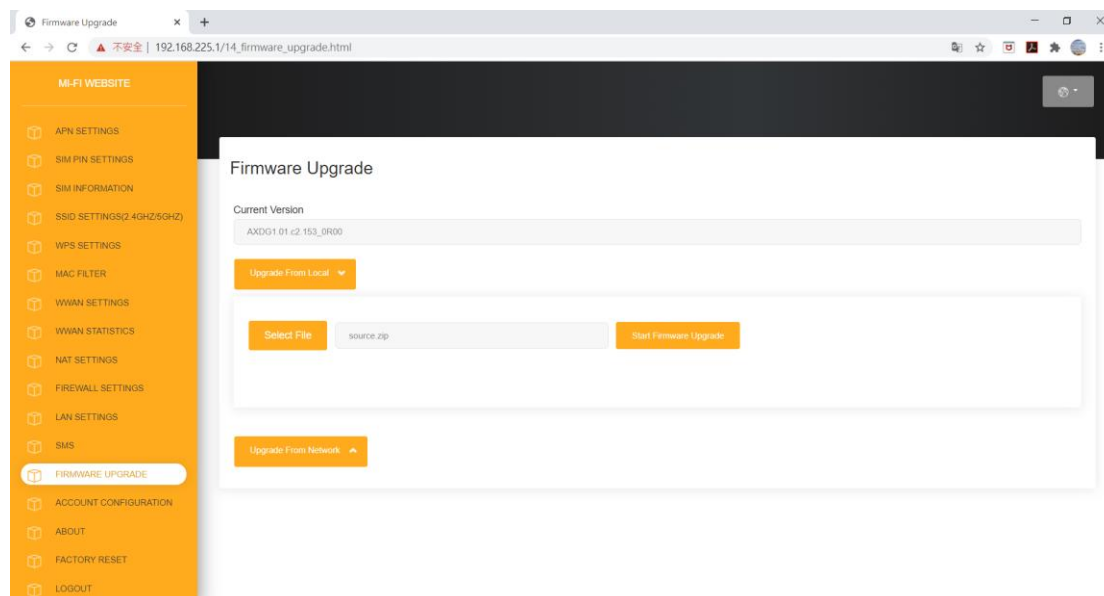 Firmware Upgrade
不安全 | 192.168.225.1/14_firmware_upgrade.html
MI-FI WEBSITE
APN SETTINGS
SIM PIN SETTINGS
SIM INFORMATION
SSID SETTINGS(2.4GHZ/5GHZ)
WPS SETTINGS
MAC FILTER
WWAN SETTINGS
WWAN STATISTICS
NAT SETTINGS
FIREWALL SETTINGS
LAN SETTINGS
SMS
FIRMWARE UPGRADE
ACCOUNT CONFIGURATION
ABOUT
FACTORY RESET
LOGOUT
Firmware Upgrade
Current Version
AXDG1.01.c2.153_0R00
Upgrade From Local
Select File source.zip Start Firmware Upgrade
Upgrade From Network